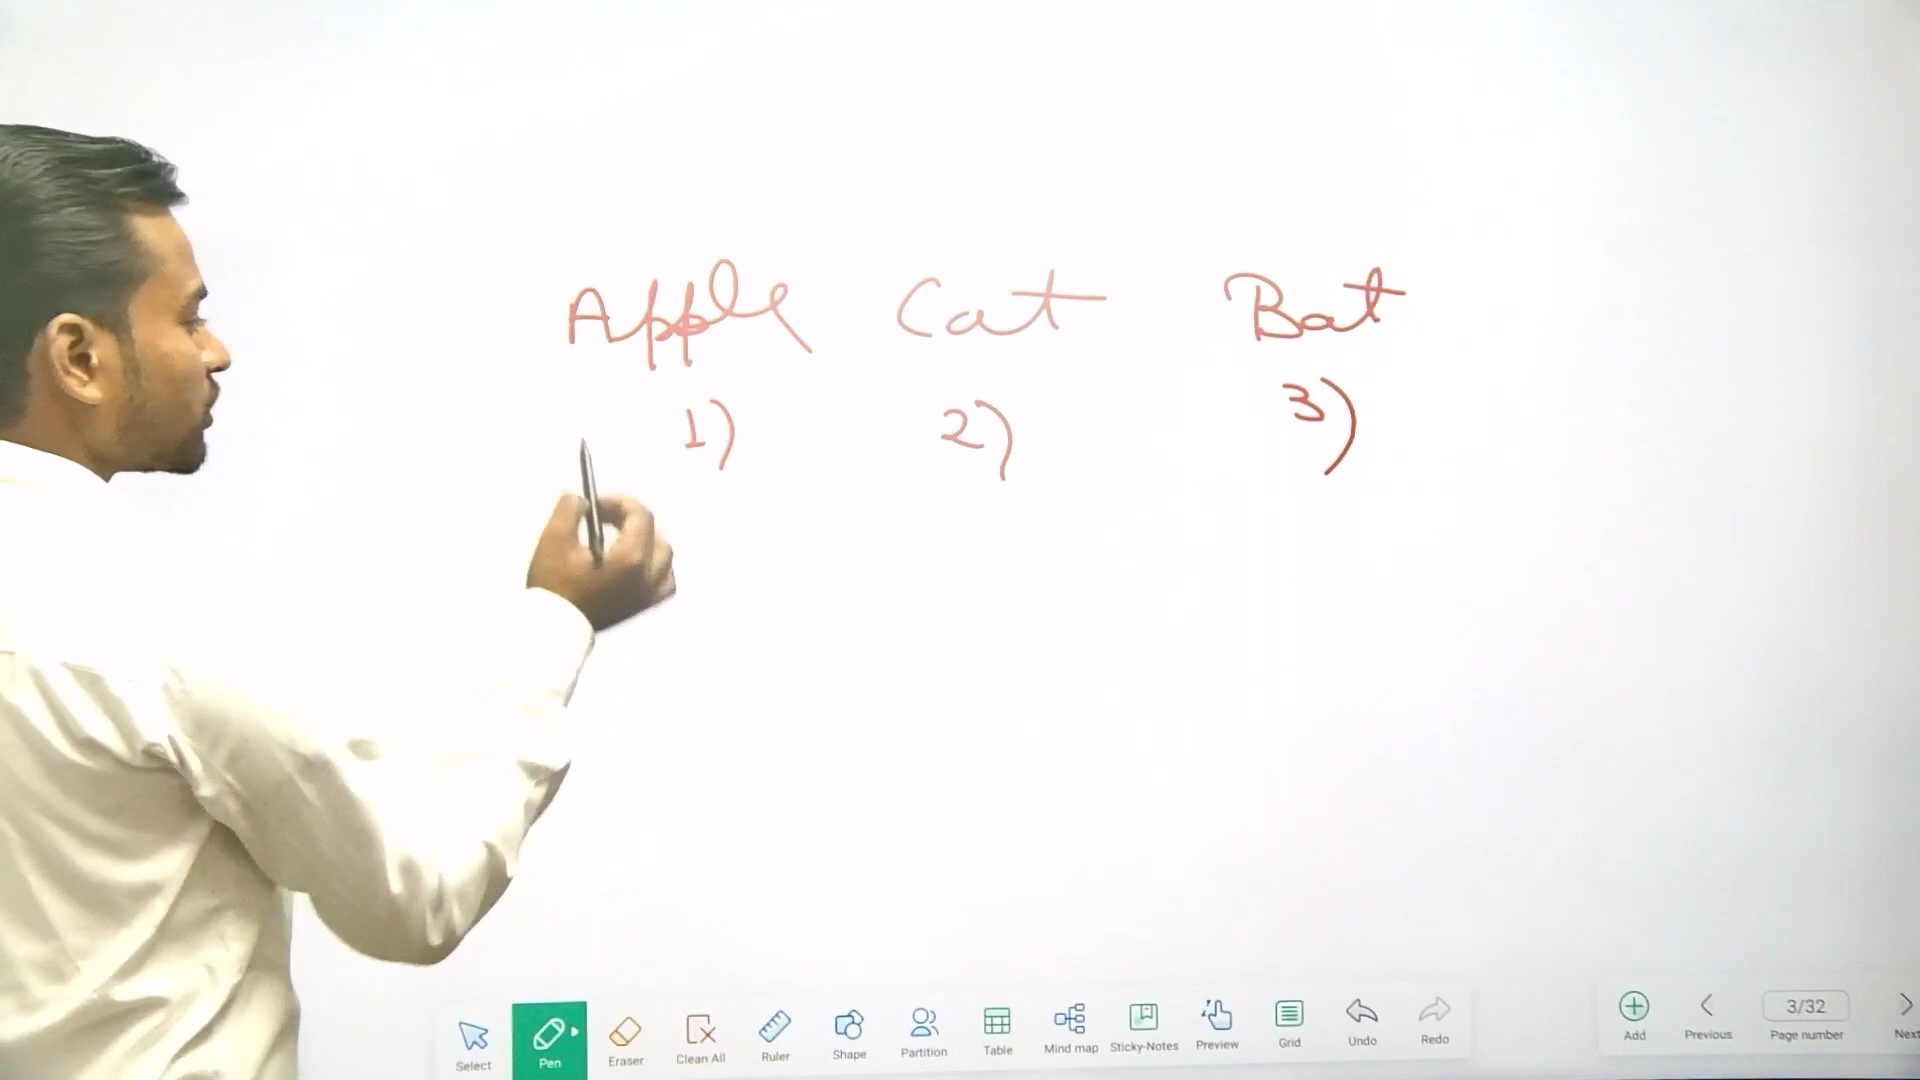 Apple Cat Bat
1) 2) 3)
Select Pen Eraser Clean All Ruler Shape Partition Table Mind map Sticky-Notes Preview Grid Undo Redo Add Previous 3/32 Page number Next